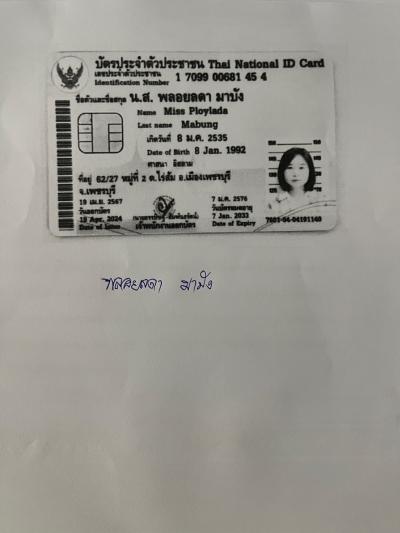 บัตรประจำตัวประชาชน Thai National ID Card
เลขประจำตัวประชาชน
Identification Number 1 7099 00681 45 4
ชื่อตัวและชื่อสกุล น.ส. พลอยลดา มาบัง
Name Miss Ploylada
Last name Mabung
เกิดวันที่ 8 ม.ค. 2535
Date of Birth 8 Jan. 1992
ศาสนา อิสลาม
ที่อยู่ 62/27 หมู่ที่ 2 ต.ไร่ส้ม อ.เมืองเพชรบุรี
จ.เพชรบุรี
19 เม.ย. 2567
วันออกบัตร
19 Apr. 2024
Date of Issue
เจ้าพนักงานออกบัตร
7 ม.ค. 2576
วันบัตรหมดอายุ
7 Jan. 2033
Date of Expiry
7601-04-04191140
พลอยลดา มาบัง